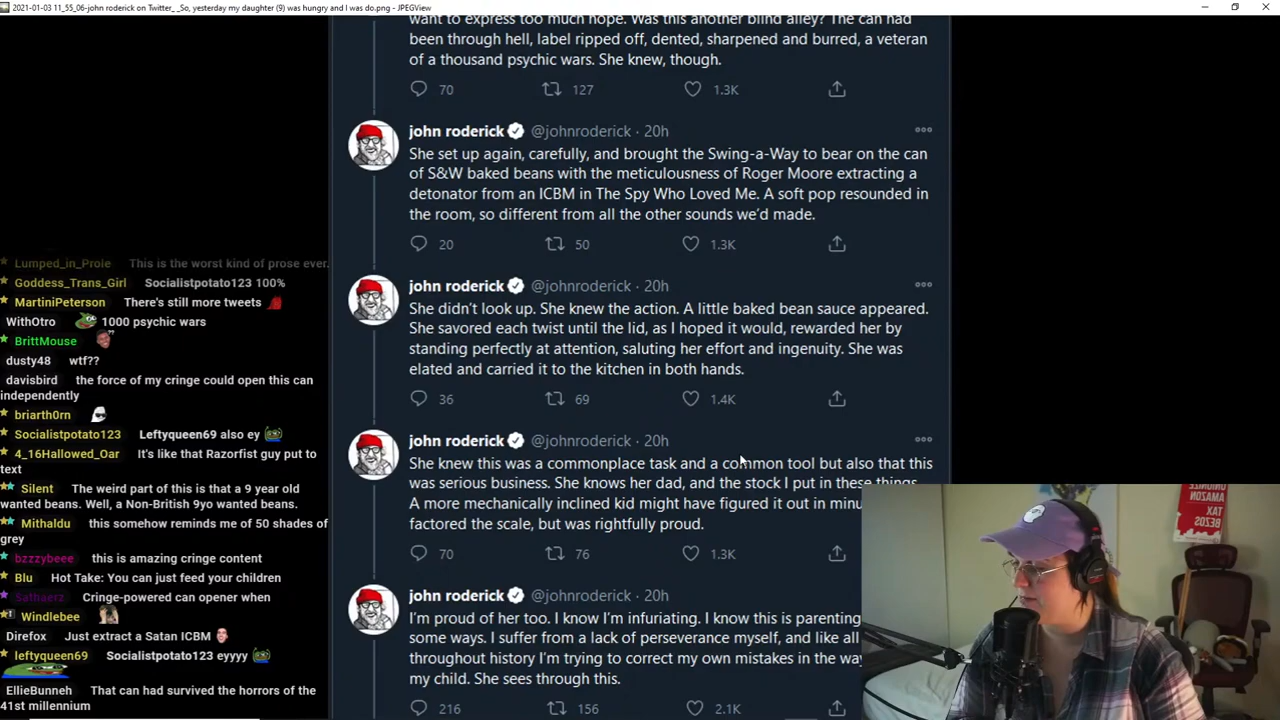 2021-01-03 11_55_06-john roderick on Twitter_ _So, yesterday my daughter (9) was hungry and I was do.png - JPEGView
want to express too much hope. Was this another blind alley? The can had
been through hell, label ripped off, dented, sharpened and burred, a veteran
of a thousand psychic wars. She knew, though.
70 127 1.3K
john roderick @johnroderick · 20h
She set up again, carefully, and brought the Swing-a-Way to bear on the can
of S&W baked beans with the meticulousness of Roger Moore extracting a
detonator from an ICBM in The Spy Who Loved Me. A soft pop resounded in
the room, so different from all the other sounds we'd made.
20 50 1.3K
john roderick @johnroderick · 20h
She didn't look up. She knew the action. A little baked bean sauce appeared.
She savored each twist until the lid, as I hoped it would, rewarded her by
standing perfectly at attention, saluting her effort and ingenuity. She was
elated and carried it to the kitchen in both hands.
36 69 1.4K
john roderick @johnroderick · 20h
She knew this was a commonplace task and a common tool but also that this
was serious business. She knows her dad, and the stock I put in these things.
A more mechanically inclined kid might have figured it out in minu
factored the scale, but was rightfully proud.
70 76 1.3K
john roderick @johnroderick · 20h
I'm proud of her too. I know I'm infuriating. I know this is parenting
some ways. I suffer from a lack of perseverance myself, and like all
throughout history I'm trying to correct my own mistakes in the way
my child. She sees through this.
216 156 2.1K
Lumped_in_Prole This is the worst kind of prose ever.
Goddess_Trans_Girl Socialistpotato123 100%
MartiniPeterson There's still more tweets
WithOtro 1000 psychic wars
BrittMouse
dusty48 wtf??
davisbird the force of my cringe could open this can
independently
briarth0rn
Socialistpotato123 Leftyqueen69 also ey
4_16Hallowed_Oar It's like that Razorfist guy put to
text
Silent The weird part of this is that a 9 year old
wanted beans. Well, a Non-British 9yo wanted beans.
Mithaldu this somehow reminds me of 50 shades of
grey
bzzzybeee this is amazing cringe content
Blu Hot Take: You can just feed your children
Sathaerz Cringe-powered can opener when
Windlebee
Direfox Just extract a Satan ICBM
leftyqueen69 Socialistpotato123 eyyyy
EllieBunneh That can had survived the horrors of the
41st millennium
UNIONIZE
AMAZON
TAX
BEZOS